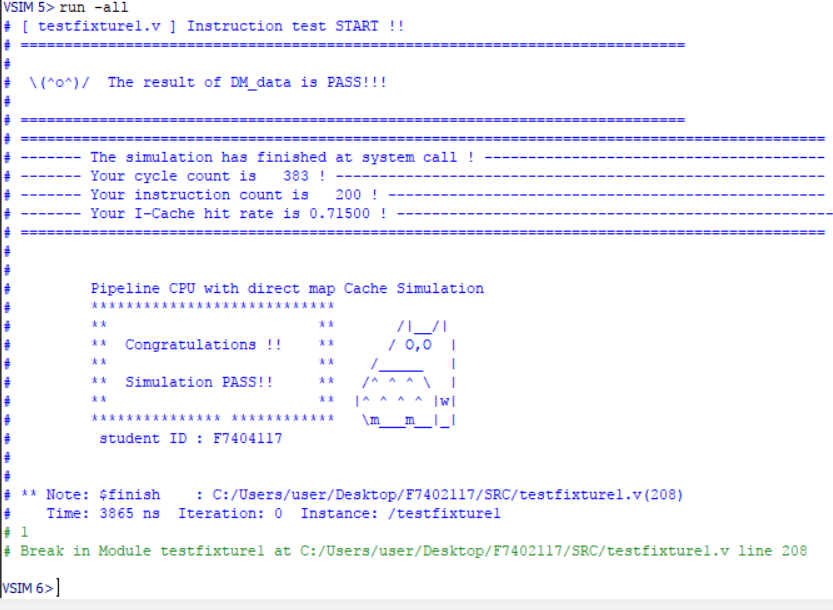 VSIM 5> run -all
# [ testfixture1.v ] Instruction test START !!
# ============================================================================
#
#  \(^o^)/  The result of DM_data is PASS!!!
#
# ============================================================================
# ============================================================================================
# ------- The simulation has finished at system call ! ---------------------------------------
# ------- Your cycle count is   383 ! --------------------------------------------------------
# ------- Your instruction count is   200 ! --------------------------------------------------
# ------- Your I-Cache hit rate is 0.71500 ! --------------------------------------------------
# ============================================================================================
#
#
#         Pipeline CPU with direct map Cache Simulation
#         ****************************
#         **                        **       /|__/|
#         **  Congratulations !!    **      / O,O  |
#         **                        **    /_____   |
#         **  Simulation PASS!!     **   /^ ^ ^ \  |
#         **                        **  |^ ^ ^ ^ |w|
#         *************** ************   \m___m__|_|
#          student ID : F7404117
#
#
# ** Note: $finish    : C:/Users/user/Desktop/F7402117/SRC/testfixture1.v(208)
#    Time: 3865 ns  Iteration: 0  Instance: /testfixture1
# 1
# Break in Module testfixture1 at C:/Users/user/Desktop/F7402117/SRC/testfixture1.v line 208
VSIM 6>